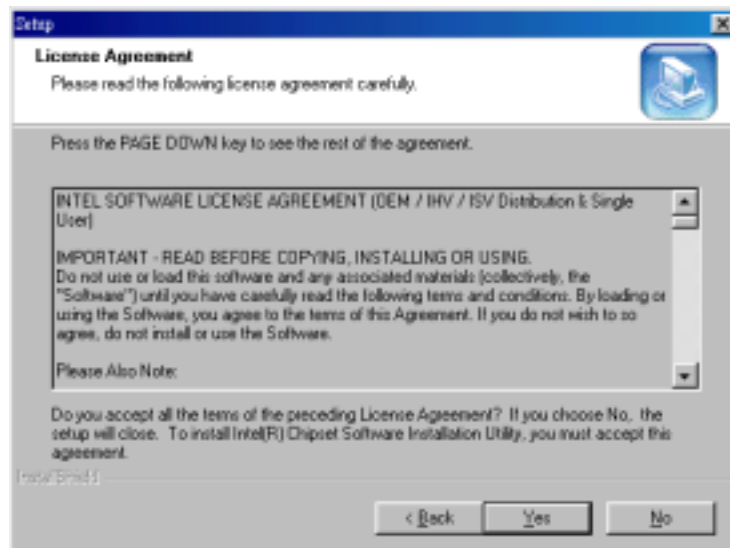 Setup
License Agreement
Please read the following license agreement carefully.
Press the PAGE DOWN key to see the rest of the agreement.
INTEL SOFTWARE LICENSE AGREEMENT (OEM / IHV / ISV Distribution & Single
User)
IMPORTANT - READ BEFORE COPYING, INSTALLING OR USING.
Do not use or load this software and any associated materials (collectively, the
"Software") until you have carefully read the following terms and conditions. By loading or
using the Software, you agree to the terms of this Agreement. If you do not wish to so
agree, do not install or use the Software.
Please Also Note:
Do you accept all the terms of the preceding License Agreement? If you choose No, the
setup will close. To install Intel(R) Chipset Software Installation Utility, you must accept this
agreement.
InstallShield
< Back
Yes
No